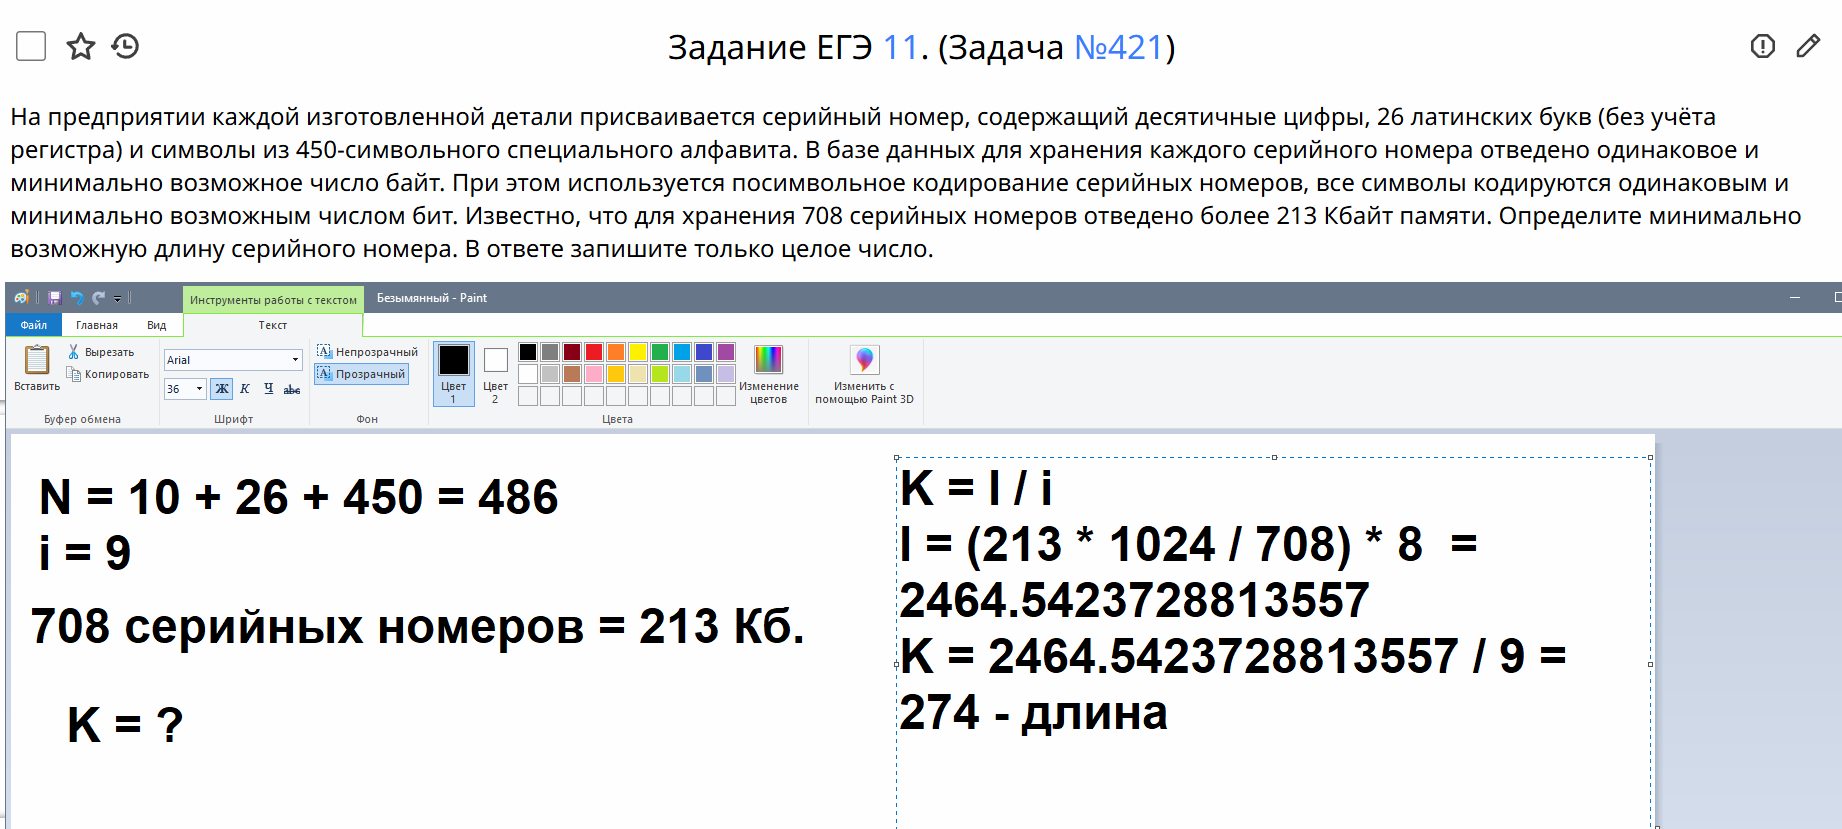 Задание ЕГЭ 11. (Задача №421)
На предприятии каждой изготовленной детали присваивается серийный номер, содержащий десятичные цифры, 26 латинских букв (без учёта
регистра) и символы из 450-символьного специального алфавита. В базе данных для хранения каждого серийного номера отведено одинаковое и
минимально возможное число байт. При этом используется посимвольное кодирование серийных номеров, все символы кодируются одинаковым и
минимально возможным числом бит. Известно, что для хранения 708 серийных номеров отведено более 213 Кбайт памяти. Определите минимально
возможную длину серийного номера. В ответе запишите только целое число.
Инструменты работы с текстом
Безымянный - Paint
Файл
Главная
Вид
Текст
Вставить
Вырезать
Копировать
Буфер обмена
Arial
36
Ж К Ч abc
Шрифт
Непрозрачный
Прозрачный
Фон
Цвет
1
Цвет
2
Изменение
цветов
Цвета
Изменить с
помощью Paint 3D
N = 10 + 26 + 450 = 486
i = 9
708 серийных номеров = 213 Кб.
K = ?
K = I / i
I = (213 * 1024 / 708) * 8 =
2464.5423728813557
K = 2464.5423728813557 / 9 =
274 - длина